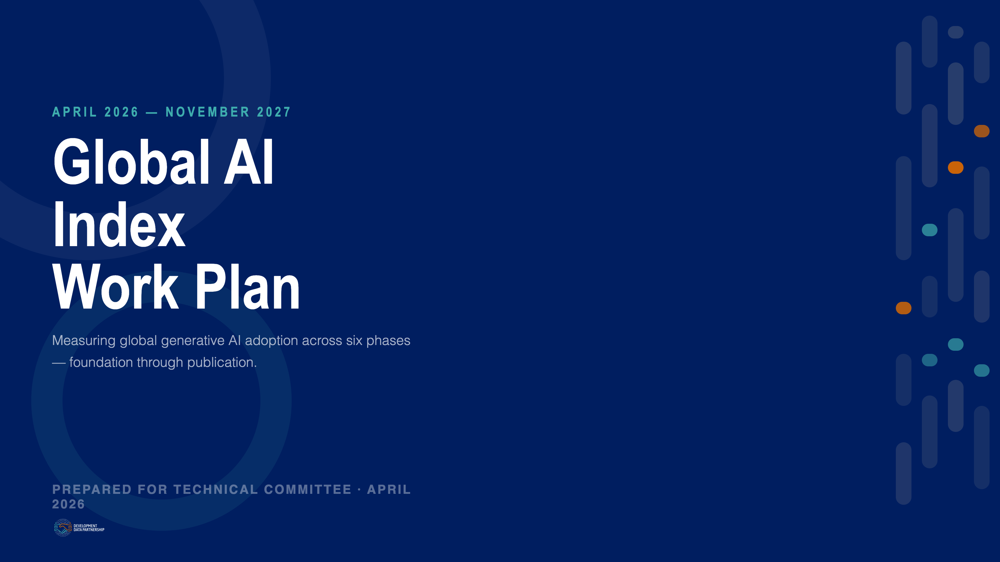 APRIL 2026 — NOVEMBER 2027
Global AI
Index
Work Plan
Measuring global generative AI adoption across six phases
— foundation through publication.
PREPARED FOR TECHNICAL COMMITTEE · APRIL
2026
DEVELOPMENT
DATA PARTNERSHIP